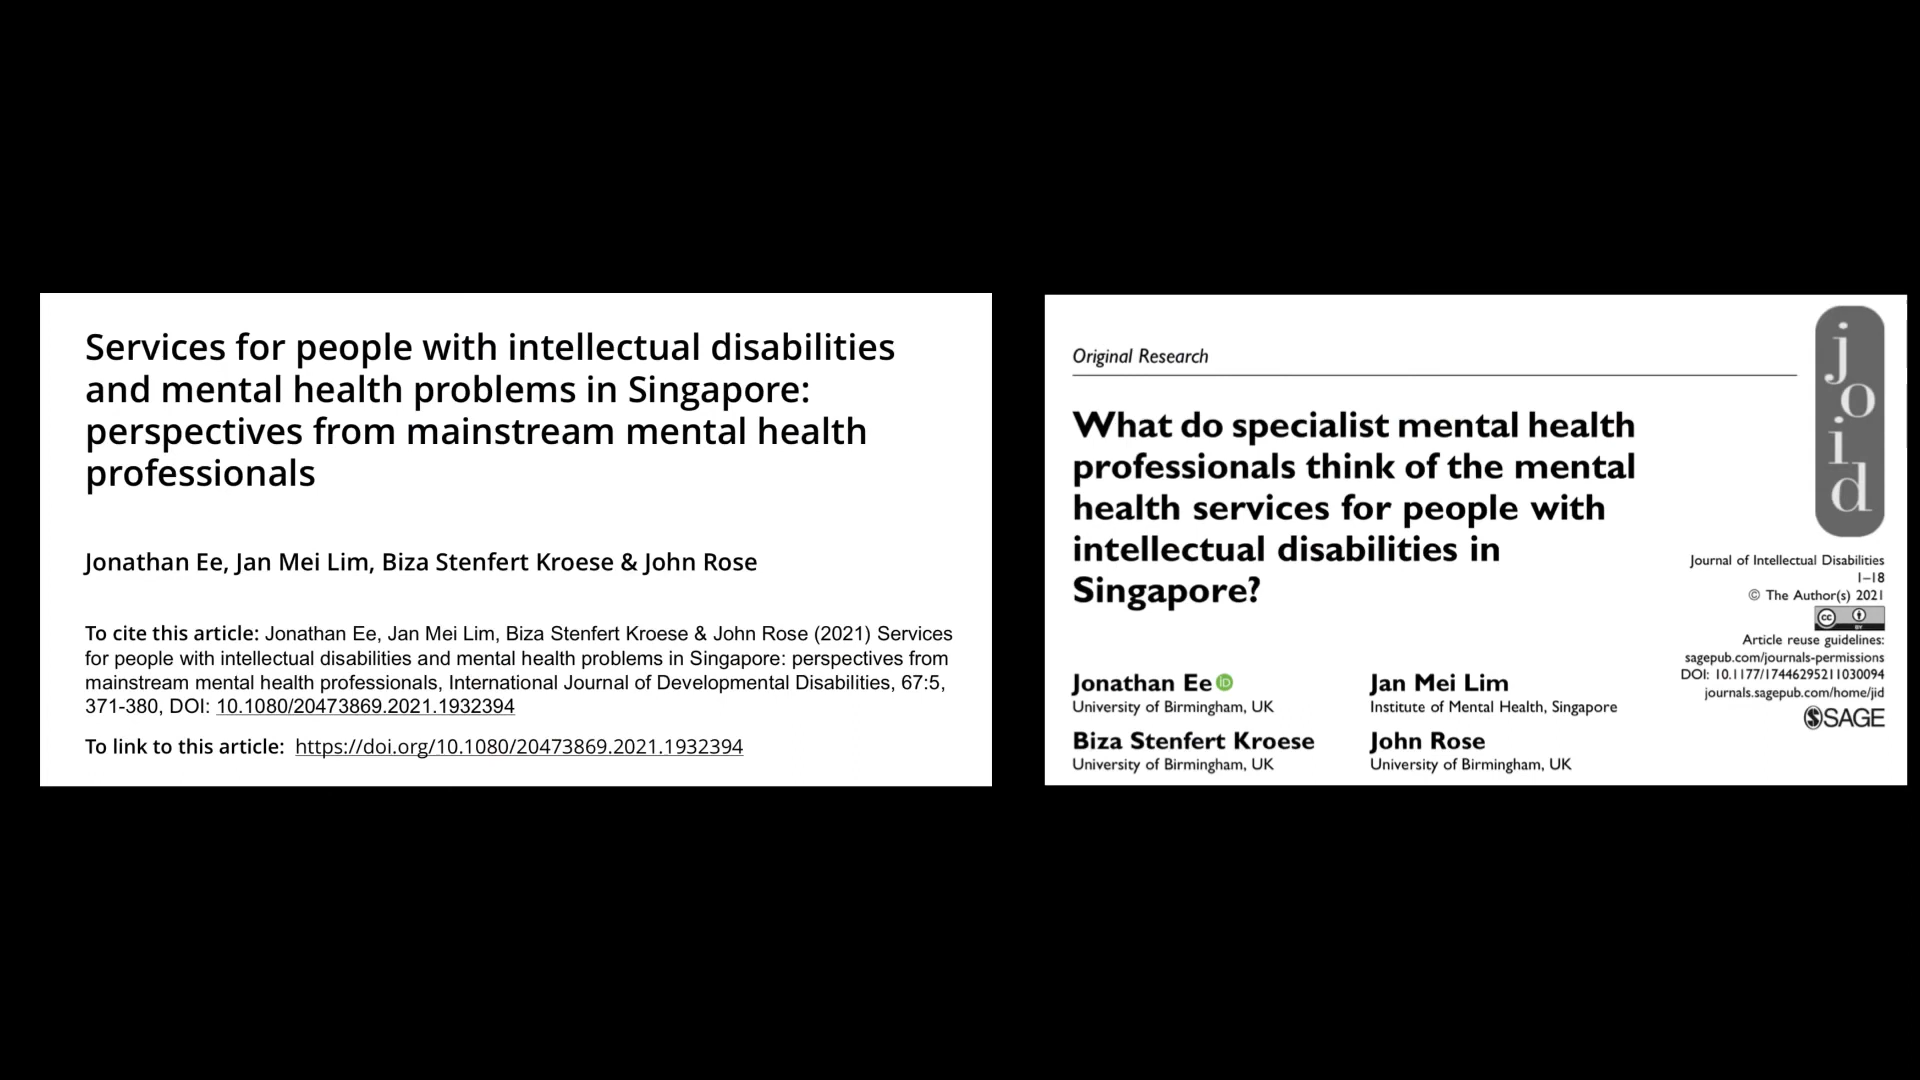 Services for people with intellectual disabilities
and mental health problems in Singapore:
perspectives from mainstream mental health
professionals
Jonathan Ee, Jan Mei Lim, Biza Stenfert Kroese & John Rose
To cite this article: Jonathan Ee, Jan Mei Lim, Biza Stenfert Kroese & John Rose (2021) Services
for people with intellectual disabilities and mental health problems in Singapore: perspectives from
mainstream mental health professionals, International Journal of Developmental Disabilities, 67:5,
371-380, DOI: 10.1080/20473869.2021.1932394
To link to this article: https://doi.org/10.1080/20473869.2021.1932394
Original Research
What do specialist mental health
professionals think of the mental
health services for people with
intellectual disabilities in
Singapore?
Jonathan Ee iD
University of Birmingham, UK
Jan Mei Lim
Institute of Mental Health, Singapore
Biza Stenfert Kroese
University of Birmingham, UK
John Rose
University of Birmingham, UK
joid
Journal of Intellectual Disabilities
1–18
© The Author(s) 2021
cc BY
Article reuse guidelines:
sagepub.com/journals-permissions
DOI: 10.1177/17446295211030094
journals.sagepub.com/home/jid
SSAGE